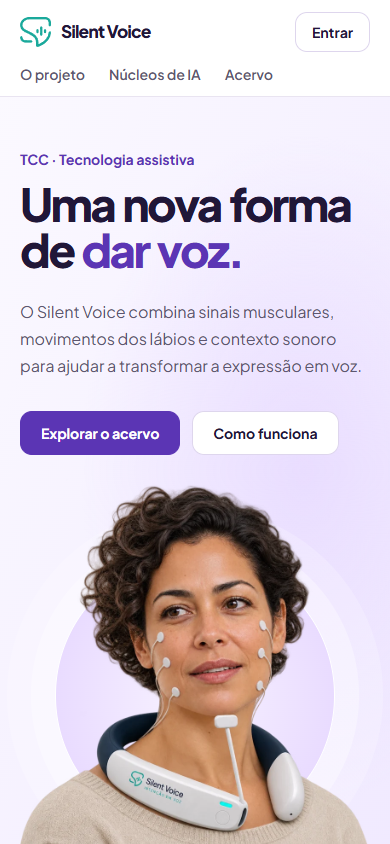 Silent Voice
Entrar
O projeto
Núcleos de IA
Acervo
TCC · Tecnologia assistiva
Uma nova forma
de dar voz.
O Silent Voice combina sinais musculares,
movimentos dos lábios e contexto sonoro
para ajudar a transformar a expressão em voz.
Explorar o acervo
Como funciona
Silent Voice